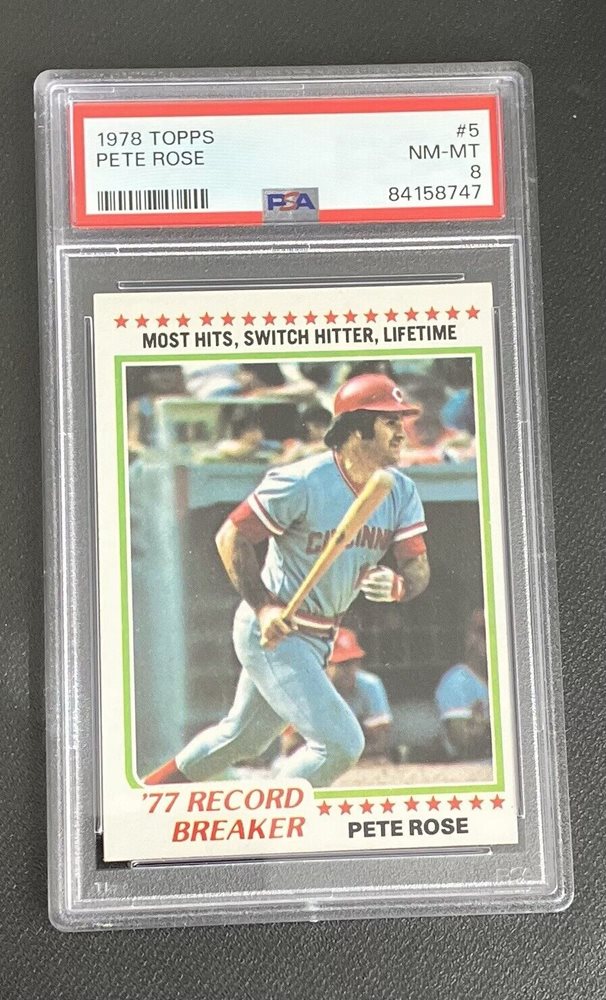 1978 TOPPS #5
PETE ROSE NM-MT
8
PSA 84158747
MOST HITS, SWITCH HITTER, LIFETIME
C
CINCINN
'77 RECORD
BREAKER
PETE ROSE